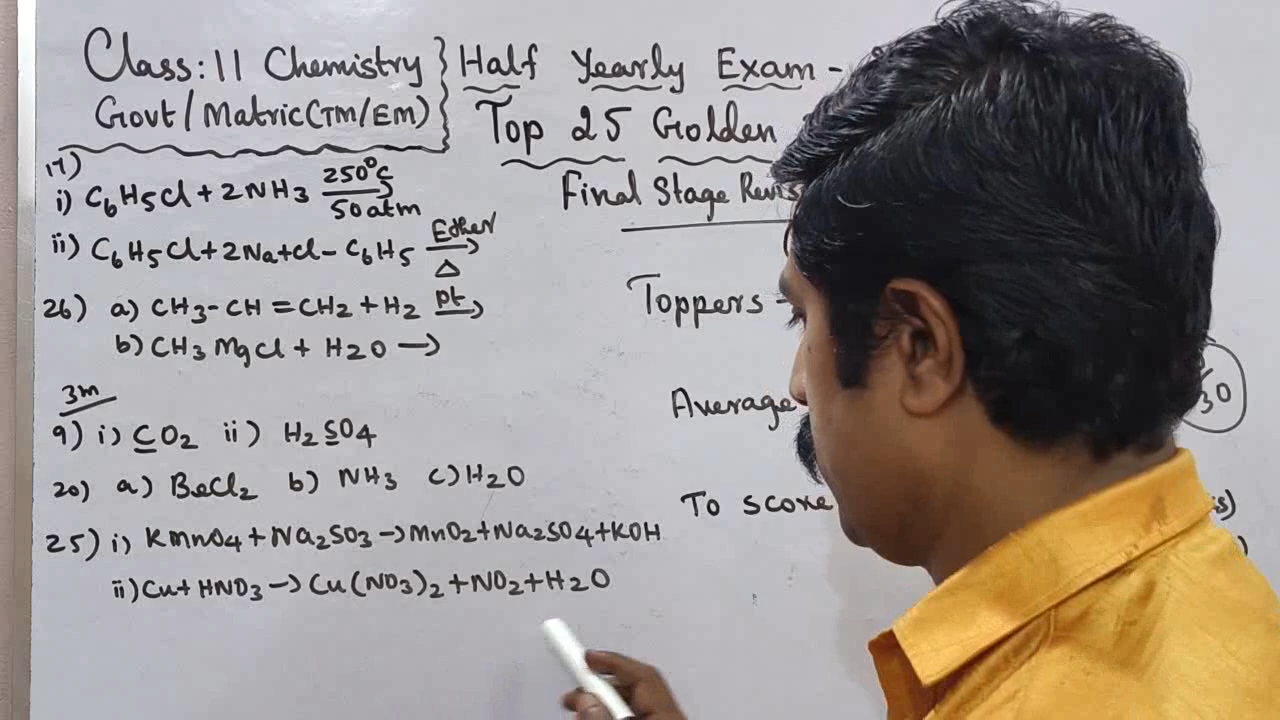 Class: 11 Chemistry
Govt/Matric(TM/EM)
Half Yearly Exam -
Top 25 Golden
Final Stage Revis
Toppers -
Average
30
To score
17)
i) C6H5Cl + 2NH3 250°C 50 atm →
ii) C6H5Cl + 2Na + Cl - C6H5 Ether Δ →
26) a) CH3 - CH = CH2 + H2 pt →
b) CH3MgCl + H2O →
3m
9) i) CO2 ii) H2SO4
20) a) BeCl2 b) NH3 c) H2O
25) i) KMnO4 + Na2SO3 → MnO2 + Na2SO4 + KOH
ii) Cu + HNO3 → Cu(NO3)2 + NO2 + H2O